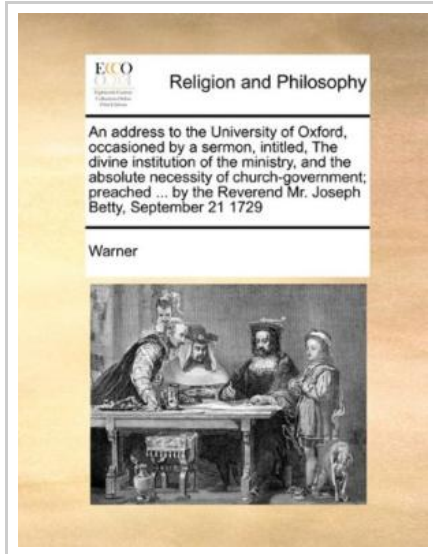 ECCO
Religion and Philosophy
An address to the University of Oxford,
occasioned by a sermon, intitled, The
divine institution of the ministry, and the
absolute necessity of church-government;
preached ... by the Reverend Mr. Joseph
Betty, September 21 1729
Warner